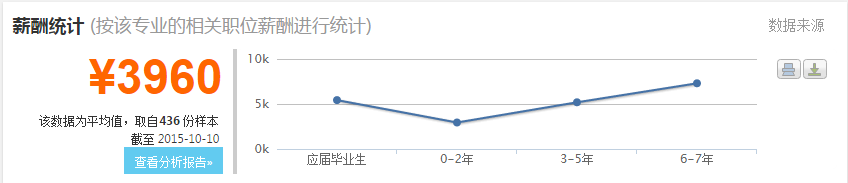 薪酬统计 (按该专业的相关职位薪酬进行统计)
数据来源
¥3960
该数据为平均值，取自436 份样本
截至 2015-10-10
查看分析报告»
10k
5k
0k
应届毕业生 0-2年 3-5年 6-7年